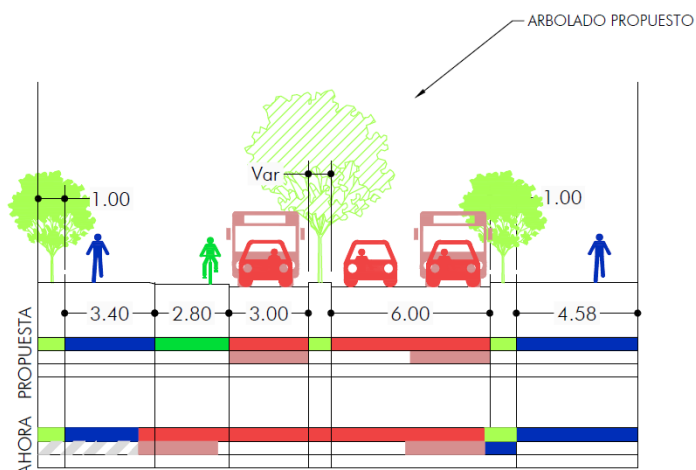 ARBOLADO PROPUESTO
Var
1.00
1.00
3.40
2.80
3.00
6.00
4.58
PROPUESTA
AHORA